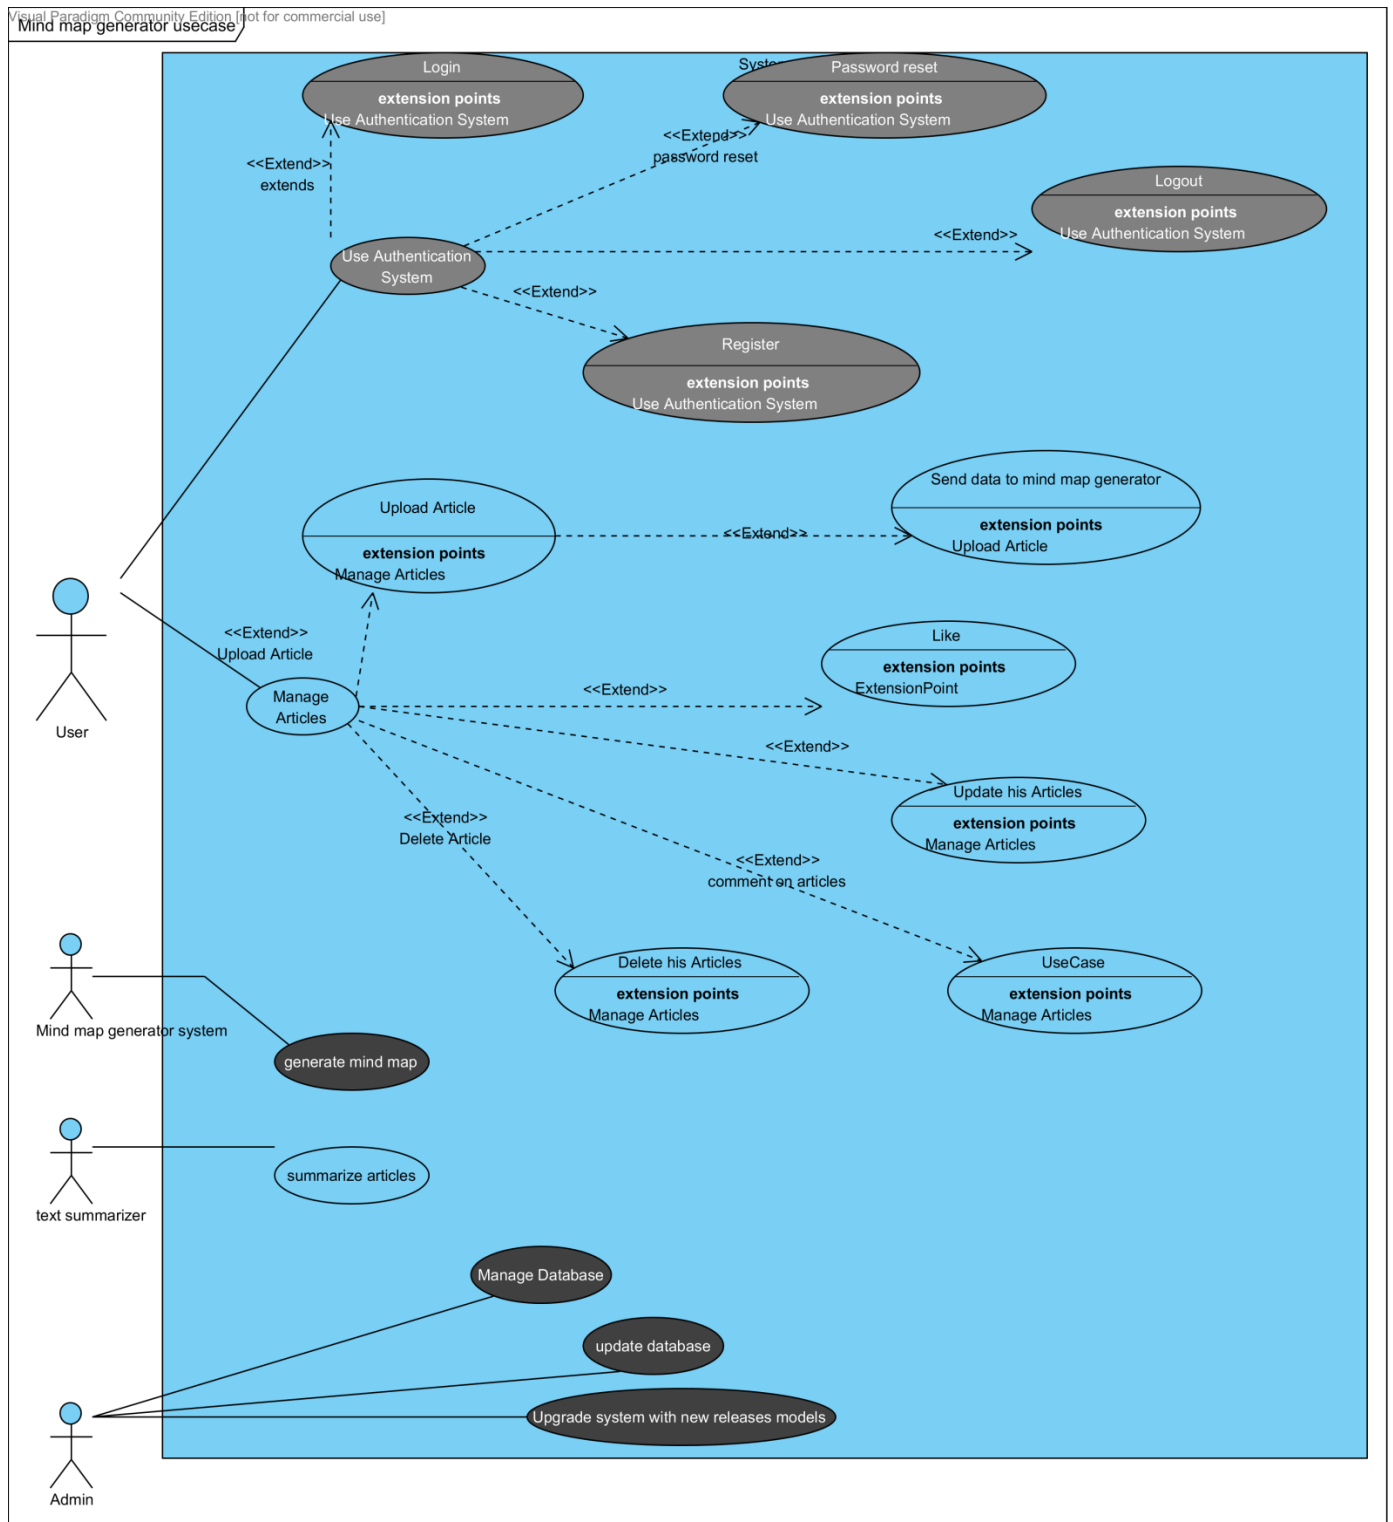 Visual Paradigm Community Edition [not for commercial use]
Mind map generator usecase
Login
extension points
Use Authentication System
Password reset
extension points
Use Authentication System
<<Extend>>
password reset
<<Extend>>
extends
Logout
extension points
Use Authentication System
<<Extend>>
Use Authentication
System
<<Extend>>
Register
extension points
Use Authentication System
Upload Article
extension points
Manage Articles
<<Extend>>
Send data to mind map generator
extension points
Upload Article
<<Extend>>
Upload Article
User
Manage
Articles
<<Extend>>
Like
extension points
ExtensionPoint
<<Extend>>
Update his Articles
extension points
Manage Articles
<<Extend>>
Delete Article
<<Extend>>
comment on articles
Delete his Articles
extension points
Manage Articles
UseCase
extension points
Manage Articles
Mind map generator system
generate mind map
text summarizer
summarize articles
Manage Database
update database
Upgrade system with new releases models
Admin